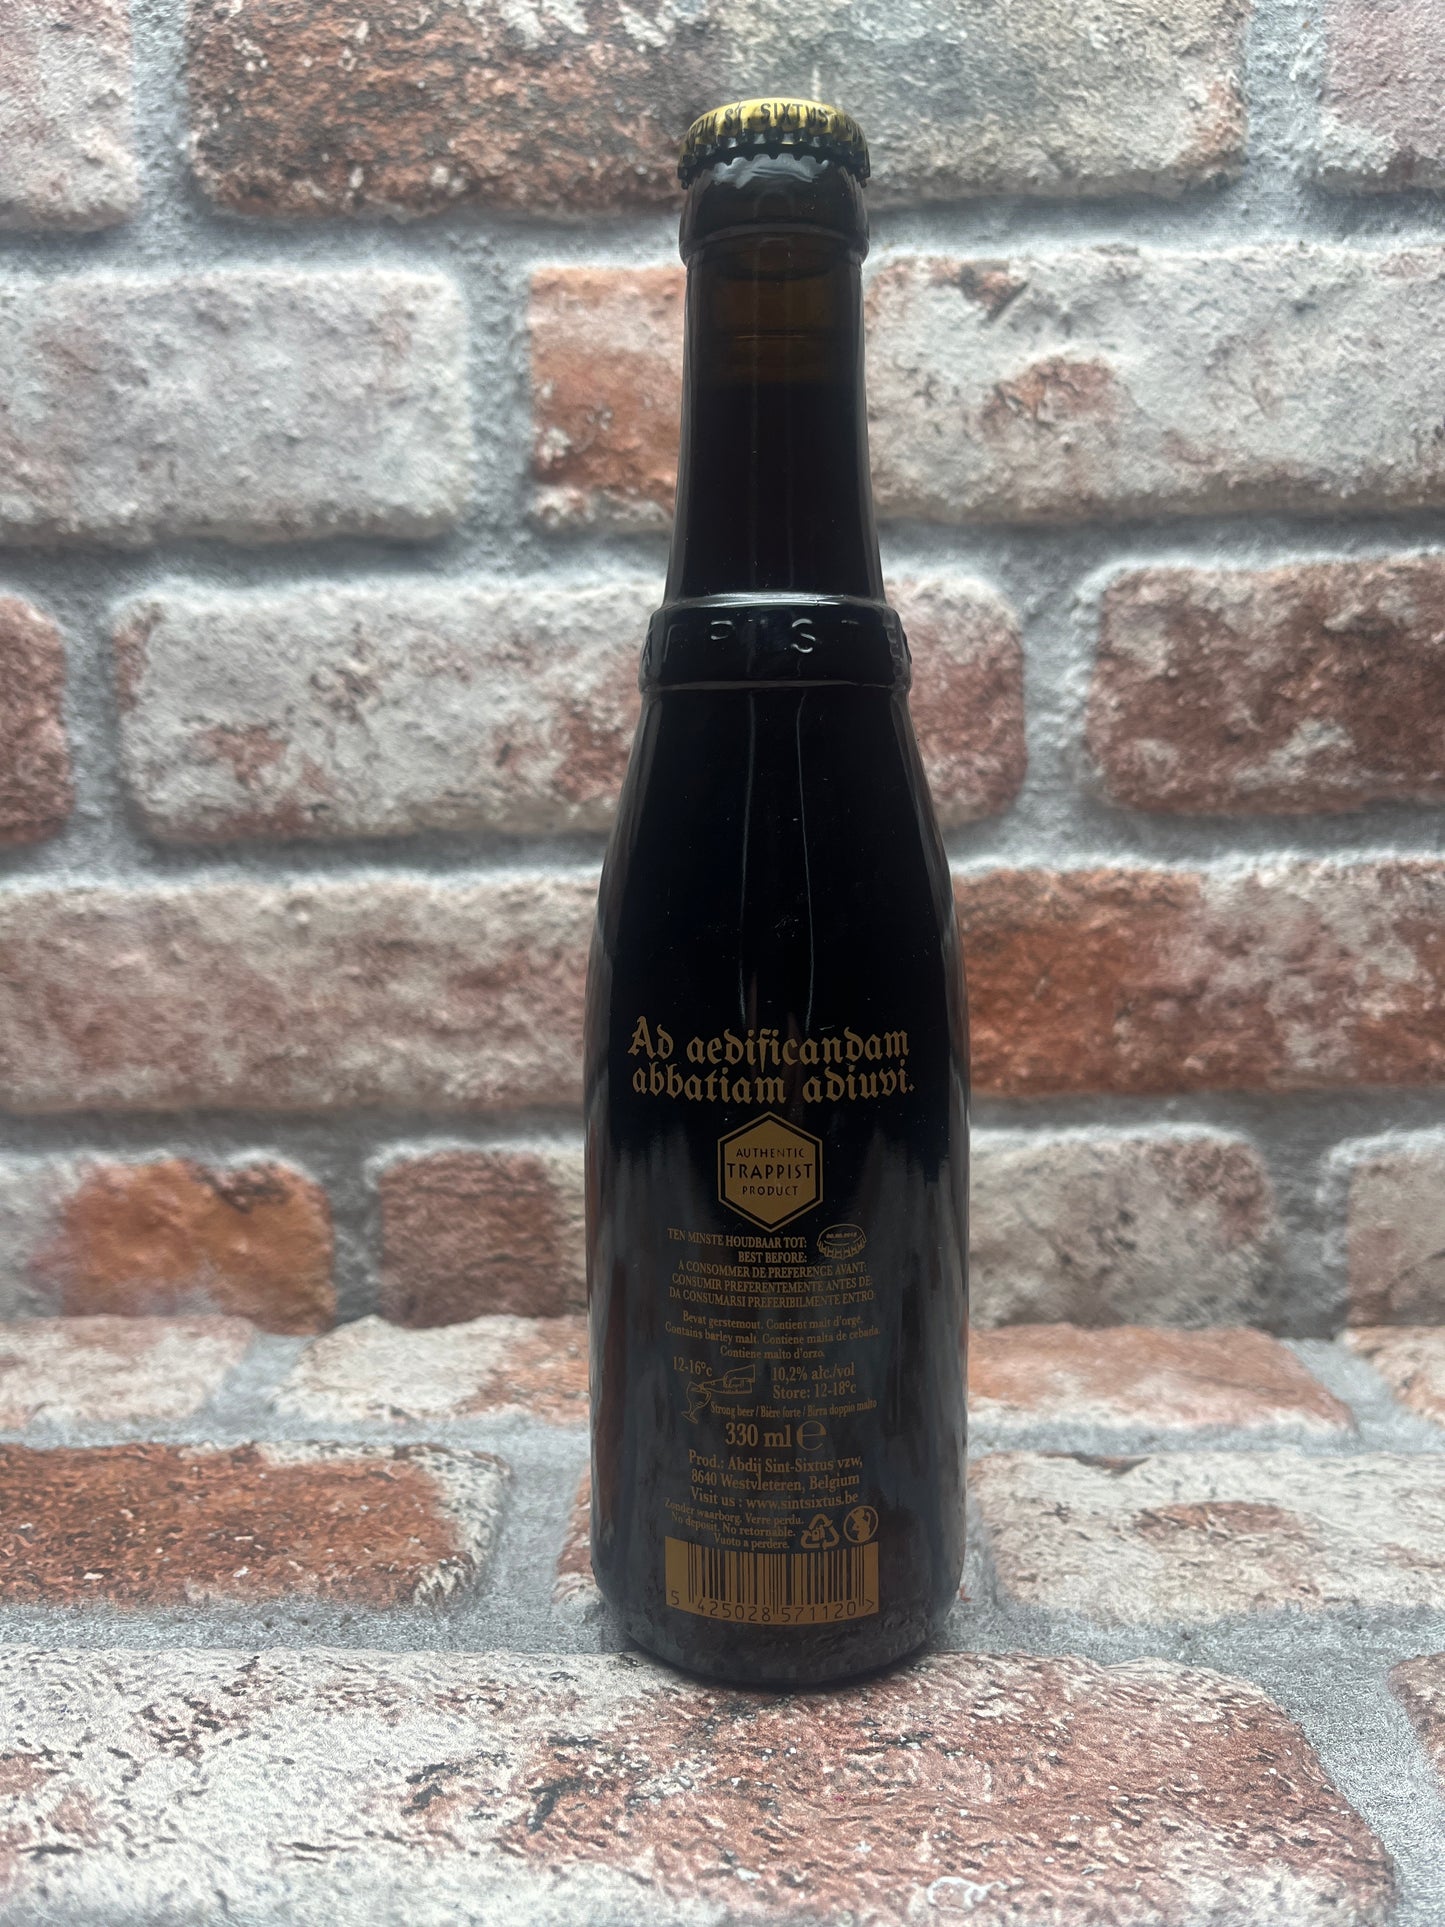 ST SIXTUS
PIST
Ad aedificandam
abbatiam adiuvi.
AUTHENTIC
TRAPPIST
PRODUCT
TEN MINSTE HOUDBAAR TOT:
BEST BEFORE:
A CONSOMMER DE PREFERENCE AVANT:
CONSUMIR PREFERENTEMENTE ANTES DE:
DA CONSUMARSI PREFERIBILMENTE ENTRO:
Bevat gerstemout. Contient malt d'orge.
Contains barley malt. Contiene malta de cebada.
Contiene malto d'orzo.
12-16°c 10,2% alc./vol
Store: 12-18°c
Strong beer / Bière forte / Birra doppio malto
330 ml ℮
Prod.: Abdij Sint-Sixtus vzw,
8640 Westvleteren, Belgium
Visit us : www.sintsixtus.be
Zonder waarborg. Verre perdu.
No deposit. No retornable.
Vuoto a perdere.
5 425028 571120 >